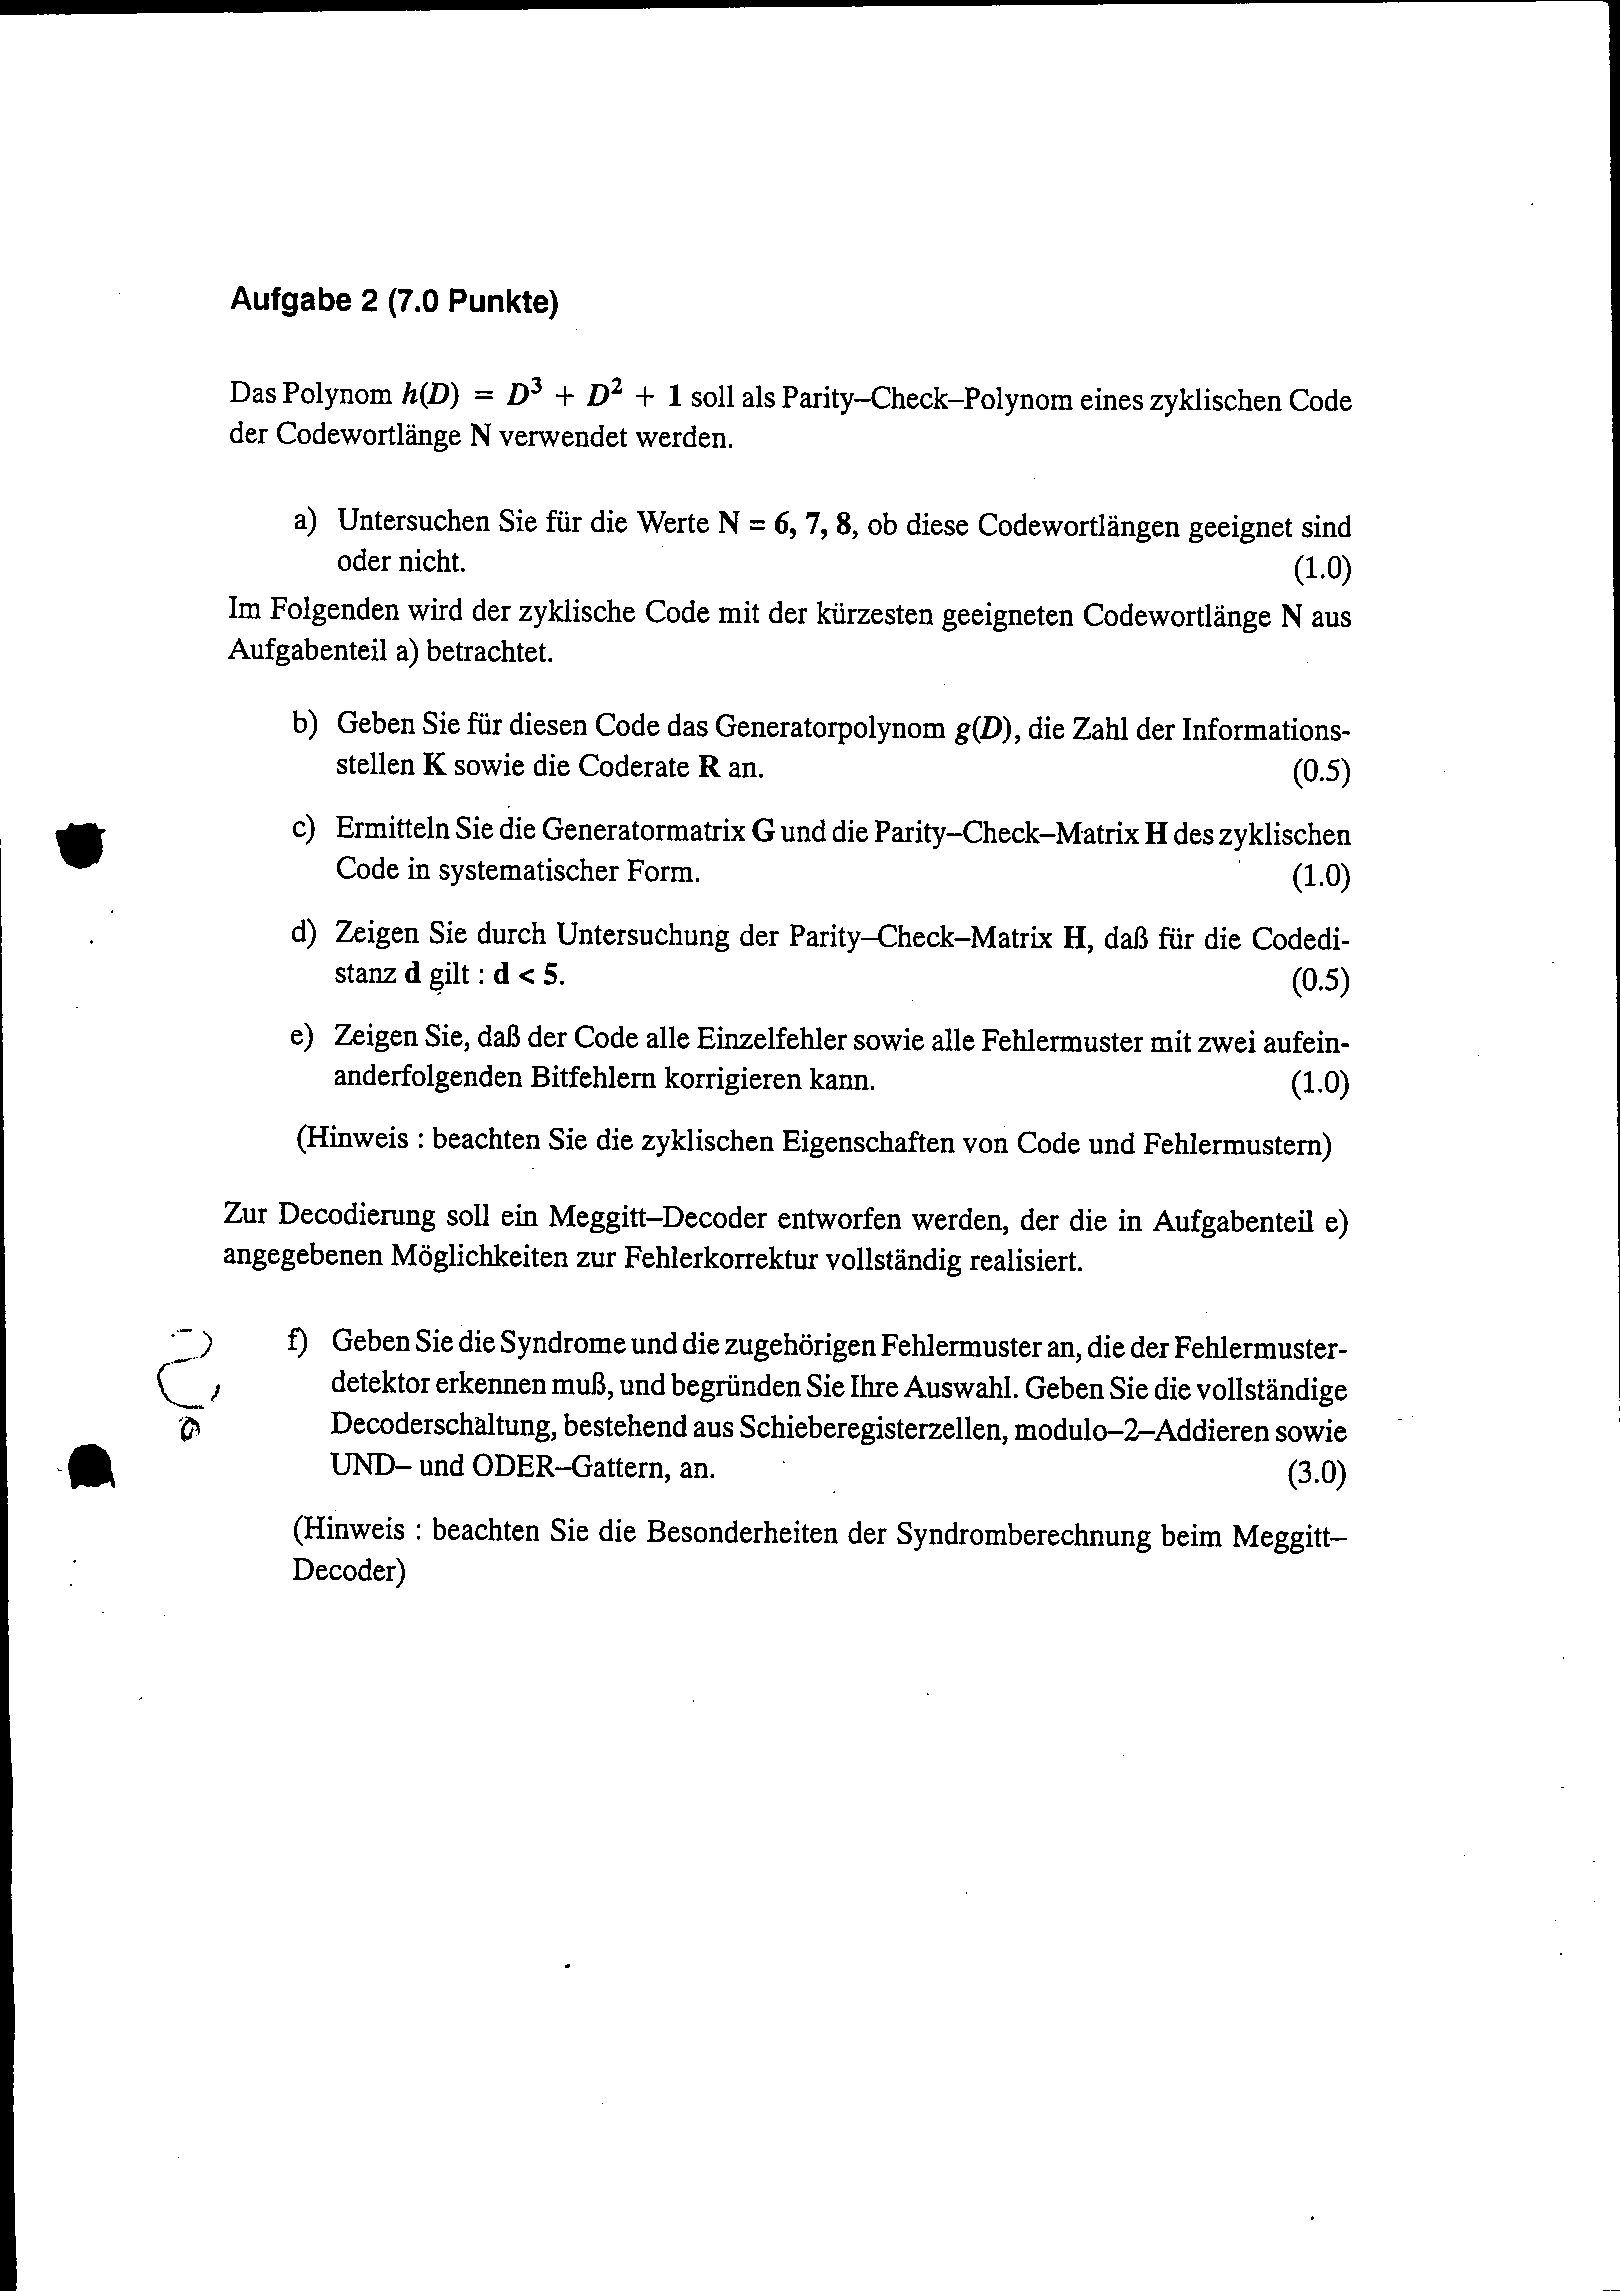 Aufgabe 2 (7.0 Punkte)
Das Polynom h(D) = D³ + D² + 1 soll als Parity–Check–Polynom eines zyklischen Code
der Codewortlänge N verwendet werden.
a) Untersuchen Sie für die Werte N = 6, 7, 8, ob diese Codewortlängen geeignet sind
oder nicht. (1.0)
Im Folgenden wird der zyklische Code mit der kürzesten geeigneten Codewortlänge N aus
Aufgabenteil a) betrachtet.
b) Geben Sie für diesen Code das Generatorpolynom g(D), die Zahl der Informations-
stellen K sowie die Coderate R an. (0.5)
c) Ermitteln Sie die Generatormatrix G und die Parity–Check–Matrix H des zyklischen
Code in systematischer Form. (1.0)
d) Zeigen Sie durch Untersuchung der Parity–Check–Matrix H, daß für die Codedi-
stanz d gilt : d < 5. (0.5)
e) Zeigen Sie, daß der Code alle Einzelfehler sowie alle Fehlermuster mit zwei aufein-
anderfolgenden Bitfehlern korrigieren kann. (1.0)
(Hinweis : beachten Sie die zyklischen Eigenschaften von Code und Fehlermustern)
Zur Decodierung soll ein Meggitt–Decoder entworfen werden, der die in Aufgabenteil e)
angegebenen Möglichkeiten zur Fehlerkorrektur vollständig realisiert.
f) Geben Sie die Syndrome und die zugehörigen Fehlermuster an, die der Fehlermuster-
detektor erkennen muß, und begründen Sie Ihre Auswahl. Geben Sie die vollständige
Decoderschaltung, bestehend aus Schieberegisterzellen, modulo–2–Addieren sowie
UND– und ODER–Gattern, an. (3.0)
(Hinweis : beachten Sie die Besonderheiten der Syndromberechnung beim Meggitt–
Decoder)